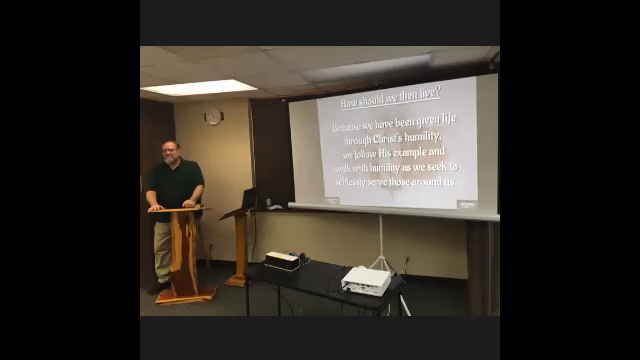 How should we then live?
Because we have been given life
through Christ's humility,
we follow His example and
walk with humility as we seek to
selflessly serve those around us.